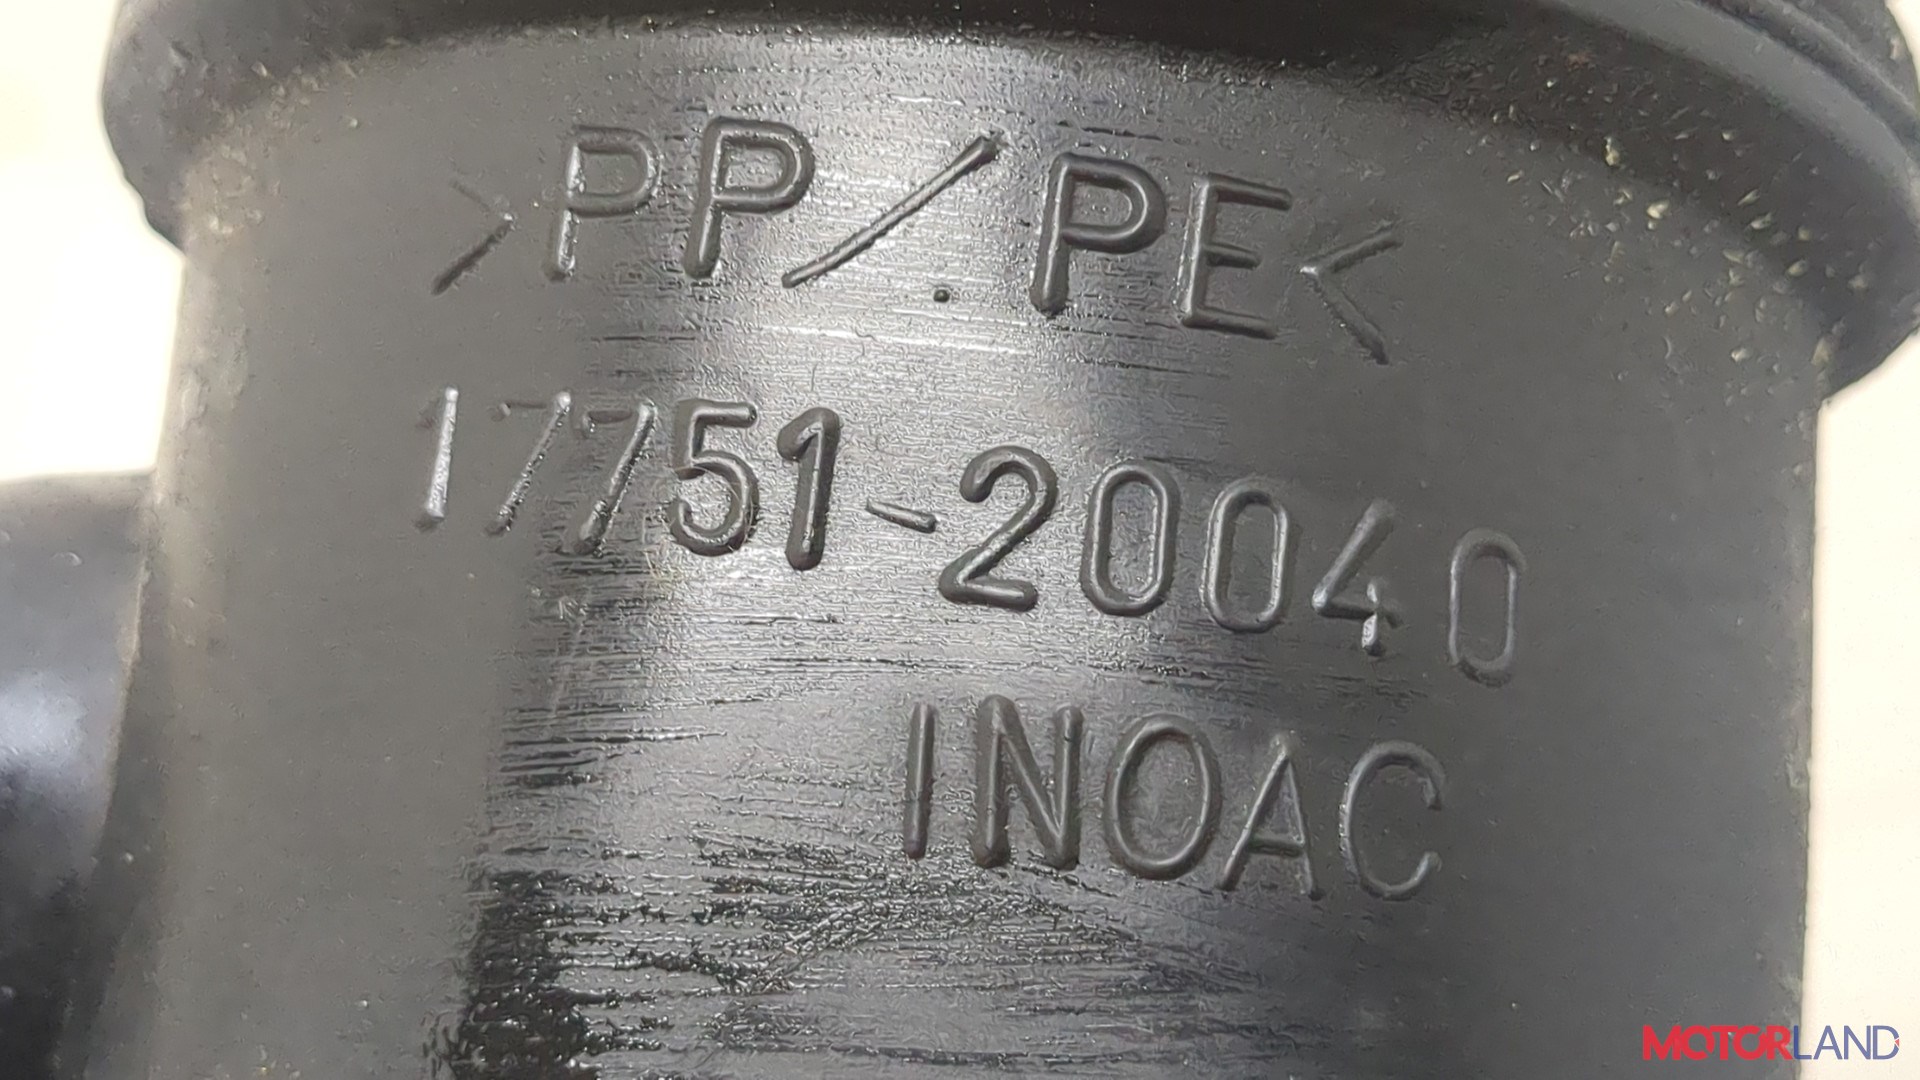 >PP/PE<
17751-20040
INOAC
MOTORLAND